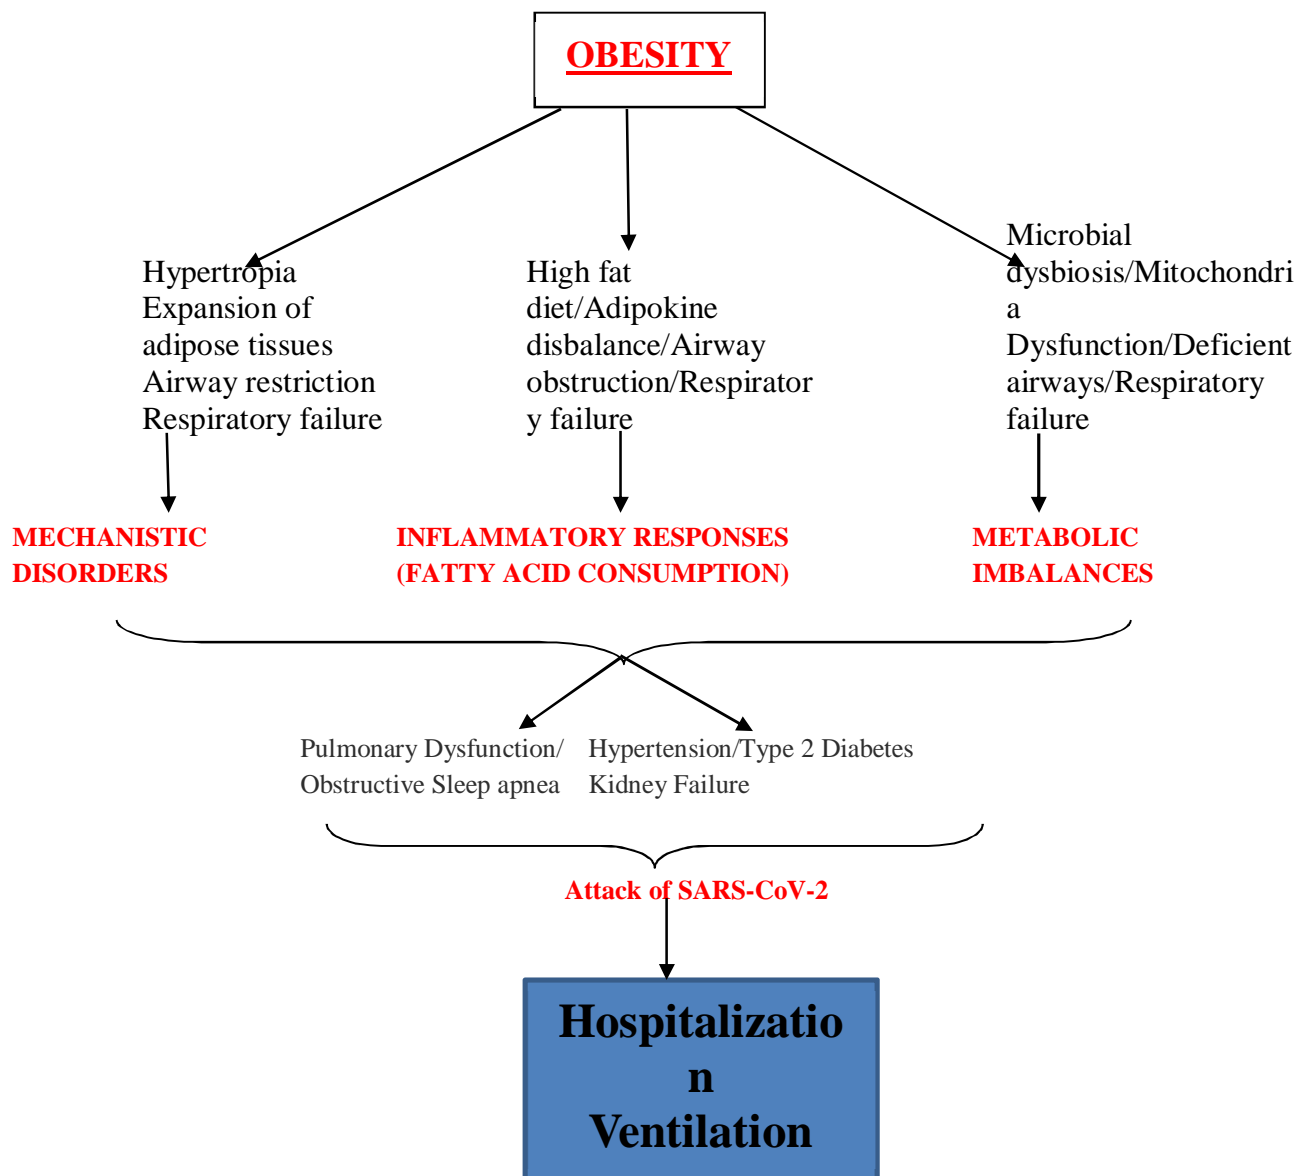 OBESITY
Hypertropia
Expansion of
adipose tissues
Airway restriction
Respiratory failure
High fat
diet/Adipokine
disbalance/Airway
obstruction/Respirator
y failure
Microbial
dysbiosis/Mitochondri
a
Dysfunction/Deficient
airways/Respiratory
failure
MECHANISTIC
DISORDERS
INFLAMMATORY RESPONSES
(FATTY ACID CONSUMPTION)
METABOLIC
IMBALANCES
Pulmonary Dysfunction/
Obstructive Sleep apnea
Hypertension/Type 2 Diabetes
Kidney Failure
Attack of SARS-CoV-2
Hospitalizatio
n
Ventilation